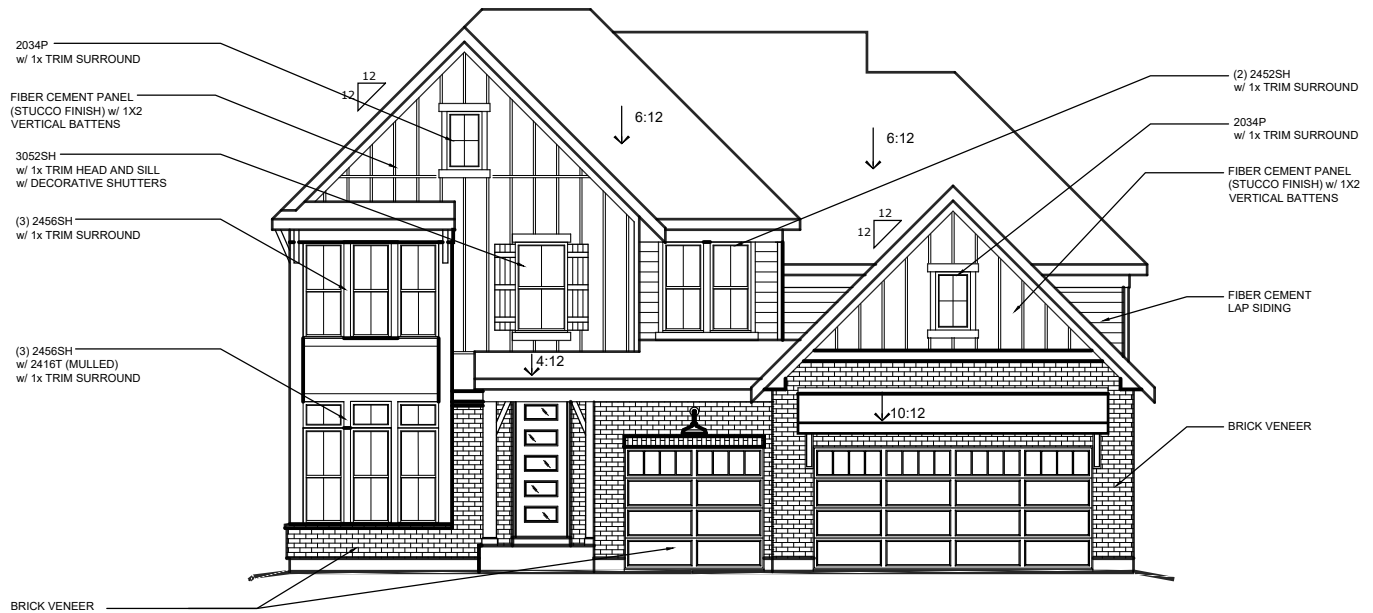 2034P
w/ 1x TRIM SURROUND
FIBER CEMENT PANEL
(STUCCO FINISH) w/ 1X2
VERTICAL BATTENS
3052SH
w/ 1x TRIM HEAD AND SILL
w/ DECORATIVE SHUTTERS
(3) 2456SH
w/ 1x TRIM SURROUND
(3) 2456SH
w/ 2416T (MULLED)
w/ 1x TRIM SURROUND
BRICK VENEER
12
12
6:12
6:12
12
12
4:12
10:12
(2) 2452SH
w/ 1x TRIM SURROUND
2034P
w/ 1x TRIM SURROUND
FIBER CEMENT PANEL
(STUCCO FINISH) w/ 1X2
VERTICAL BATTENS
FIBER CEMENT
LAP SIDING
BRICK VENEER